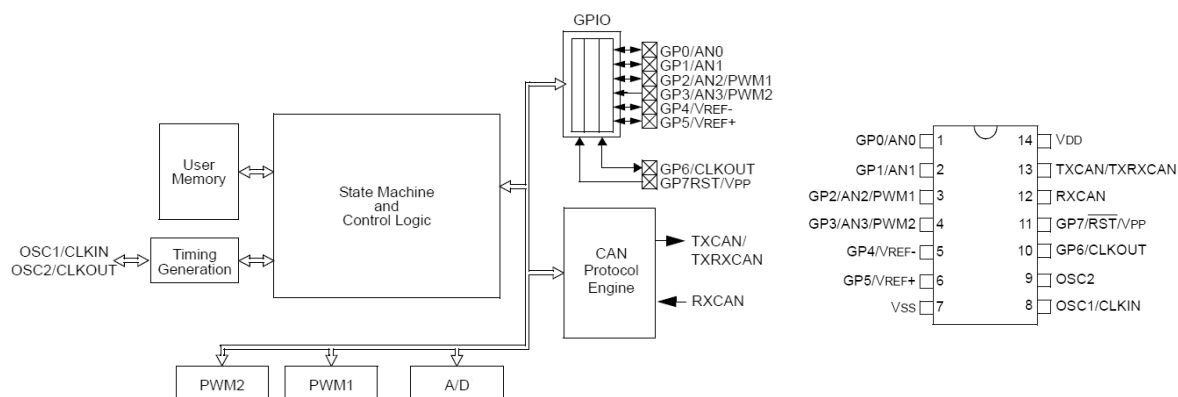 GPIO
GP0/AN0
GP1/AN1
GP2/AN2/PWM1
GP3/AN3/PWM2
GP4/VREF-
GP5/VREF+
GP6/CLKOUT
GP7RST/VPP
User
Memory
State Machine
and
Control Logic
OSC1/CLKIN
OSC2/CLKOUT
Timing
Generation
CAN
Protocol
Engine
TXCAN/
TXRXCAN
RXCAN
PWM2
PWM1
A/D
GP0/AN0 1
GP1/AN1 2
GP2/AN2/PWM1 3
GP3/AN3/PWM2 4
GP4/VREF- 5
GP5/VREF+ 6
VSS 7
14 VDD
13 TXCAN/TXRXCAN
12 RXCAN
11 GP7/RST/VPP
10 GP6/CLKOUT
9 OSC2
8 OSC1/CLKIN